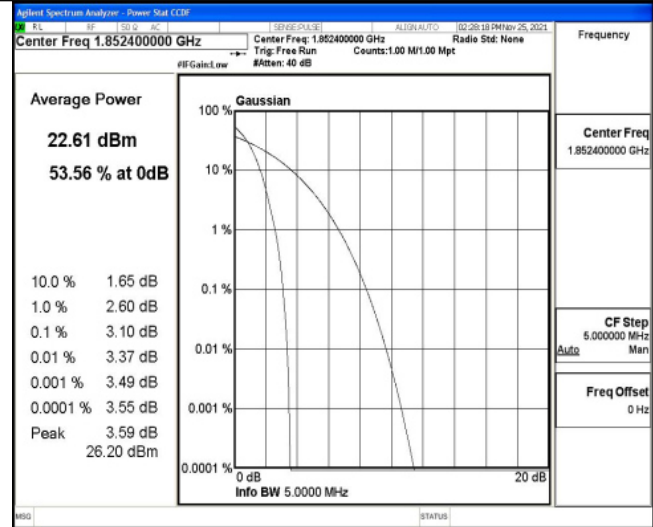 Agilent Spectrum Analyzer - Power Stat CCDF
RL RF 50 Ω AC SENSE:PULSE ALIGN AUTO 02:28:18 PM Nov 25, 2021
Center Freq 1.852400000 GHz
Center Freq: 1.852400000 GHz Radio Std: None
Trig: Free Run Counts:1.00 M/1.00 Mpt
#IFGain:Low #Atten: 40 dB
Frequency
Average Power
22.61 dBm
53.56 % at 0dB
10.0 % 1.65 dB
1.0 % 2.60 dB
0.1 % 3.10 dB
0.01 % 3.37 dB
0.001 % 3.49 dB
0.0001 % 3.55 dB
Peak 3.59 dB
26.20 dBm
Gaussian
100 %
10 %
1 %
0.1 %
0.01 %
0.001 %
0.0001 %
0 dB 20 dB
Info BW 5.0000 MHz
Center Freq
1.852400000 GHz
CF Step
5.000000 MHz
Auto Man
Freq Offset
0 Hz
MSG STATUS